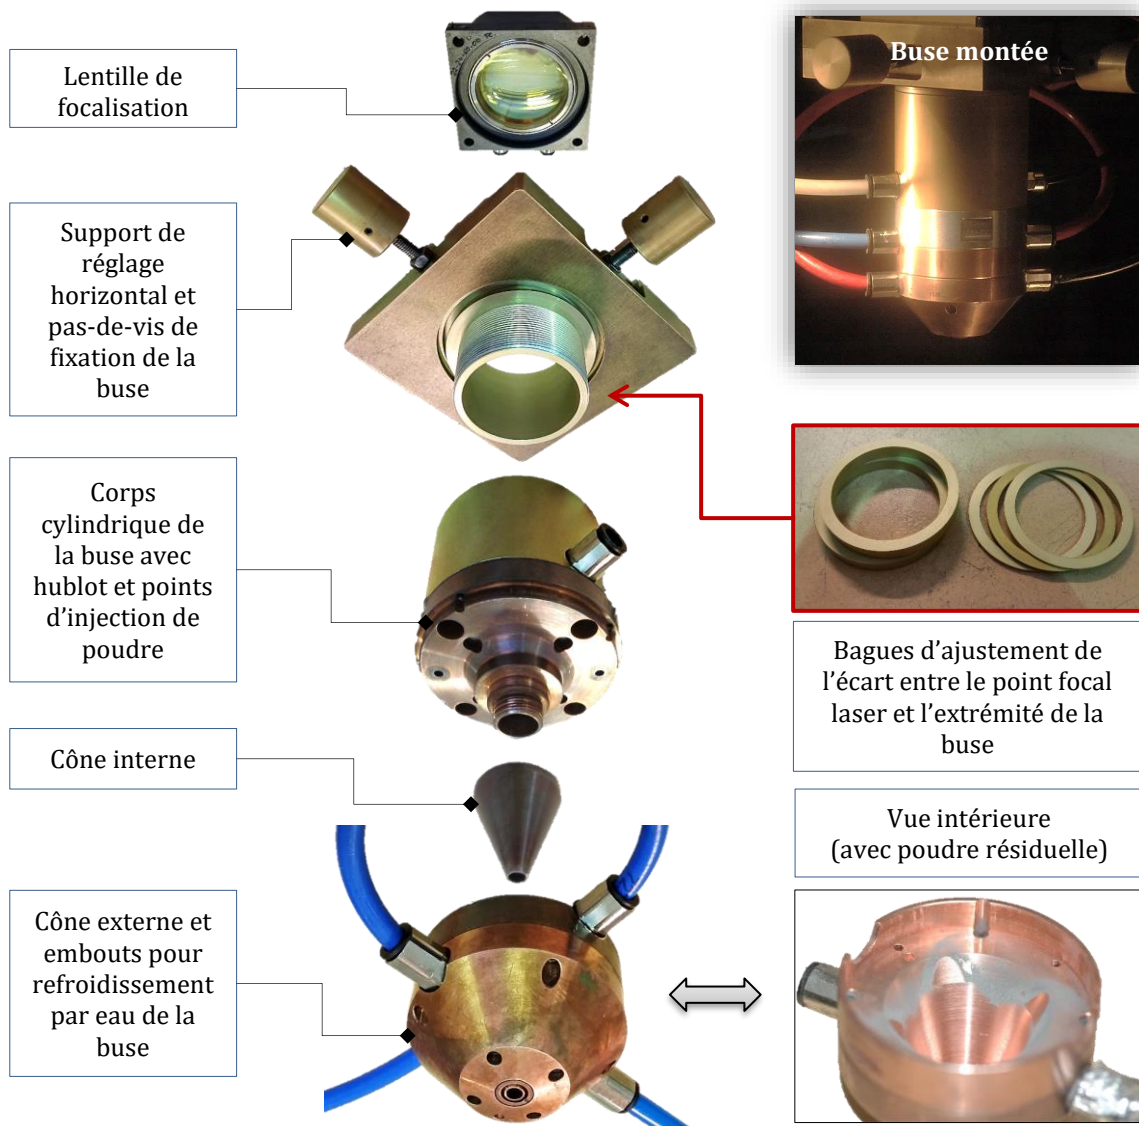 Lentille de
focalisation
Buse montée
Support de
réglage
horizontal et
pas-de-vis de
fixation de la
buse
Corps
cylindrique de
la buse avec
hublot et points
d'injection de
poudre
Bagues d'ajustement de
l'écart entre le point focal
laser et l'extrémité de la
buse
Cône interne
Vue intérieure
(avec poudre résiduelle)
Cône externe et
embouts pour
refroidissement
par eau de la
buse